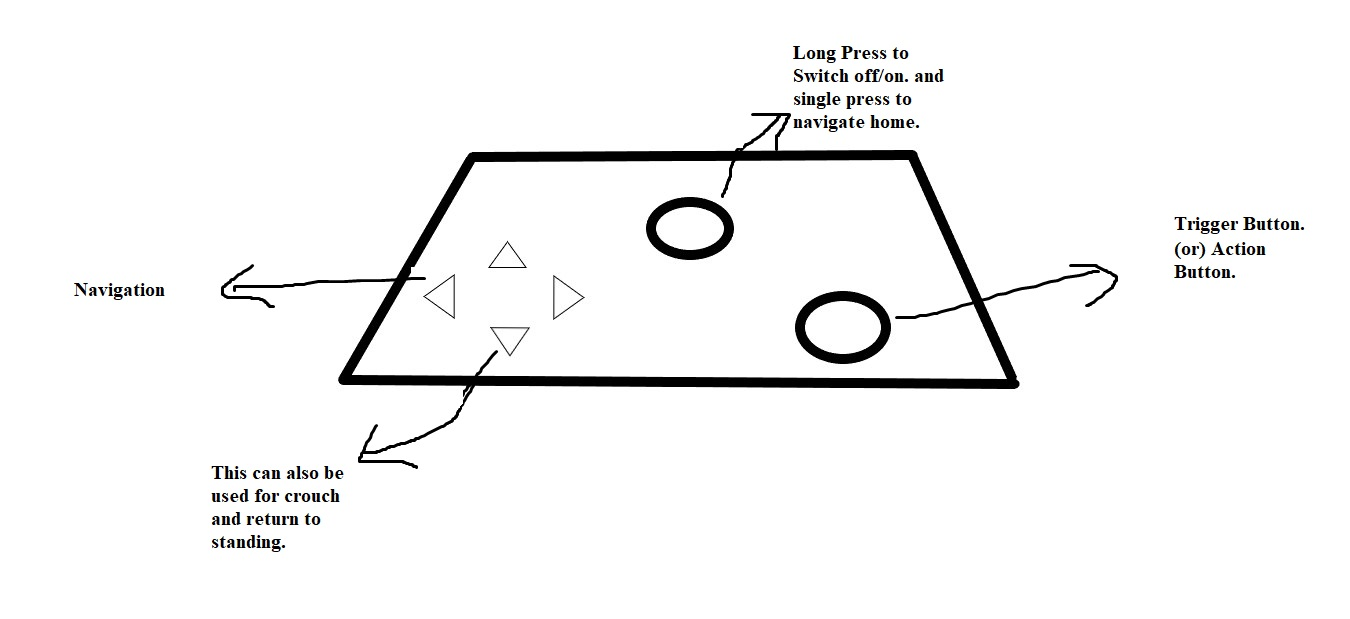 Long Press to
Switch off/on. and
single press to
navigate home.
Trigger Button.
(or) Action
Button.
Navigation
This can also be
used for crouch
and return to
standing.